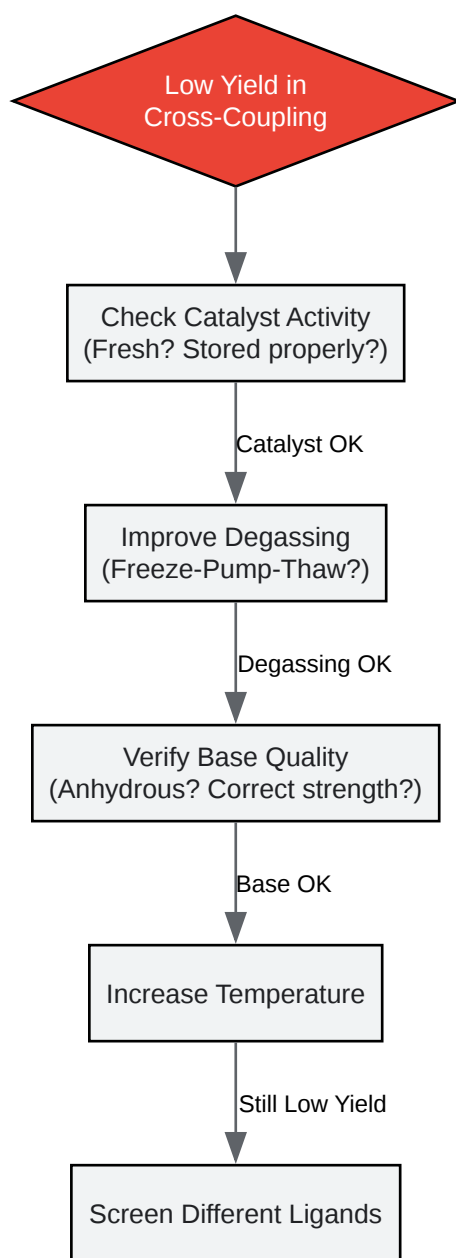 Low Yield in
Cross-Coupling
Check Catalyst Activity
(Fresh? Stored properly?)
Catalyst OK
Improve Degassing
(Freeze-Pump-Thaw?)
Degassing OK
Verify Base Quality
(Anhydrous? Correct strength?)
Base OK
Increase Temperature
Still Low Yield
Screen Different Ligands